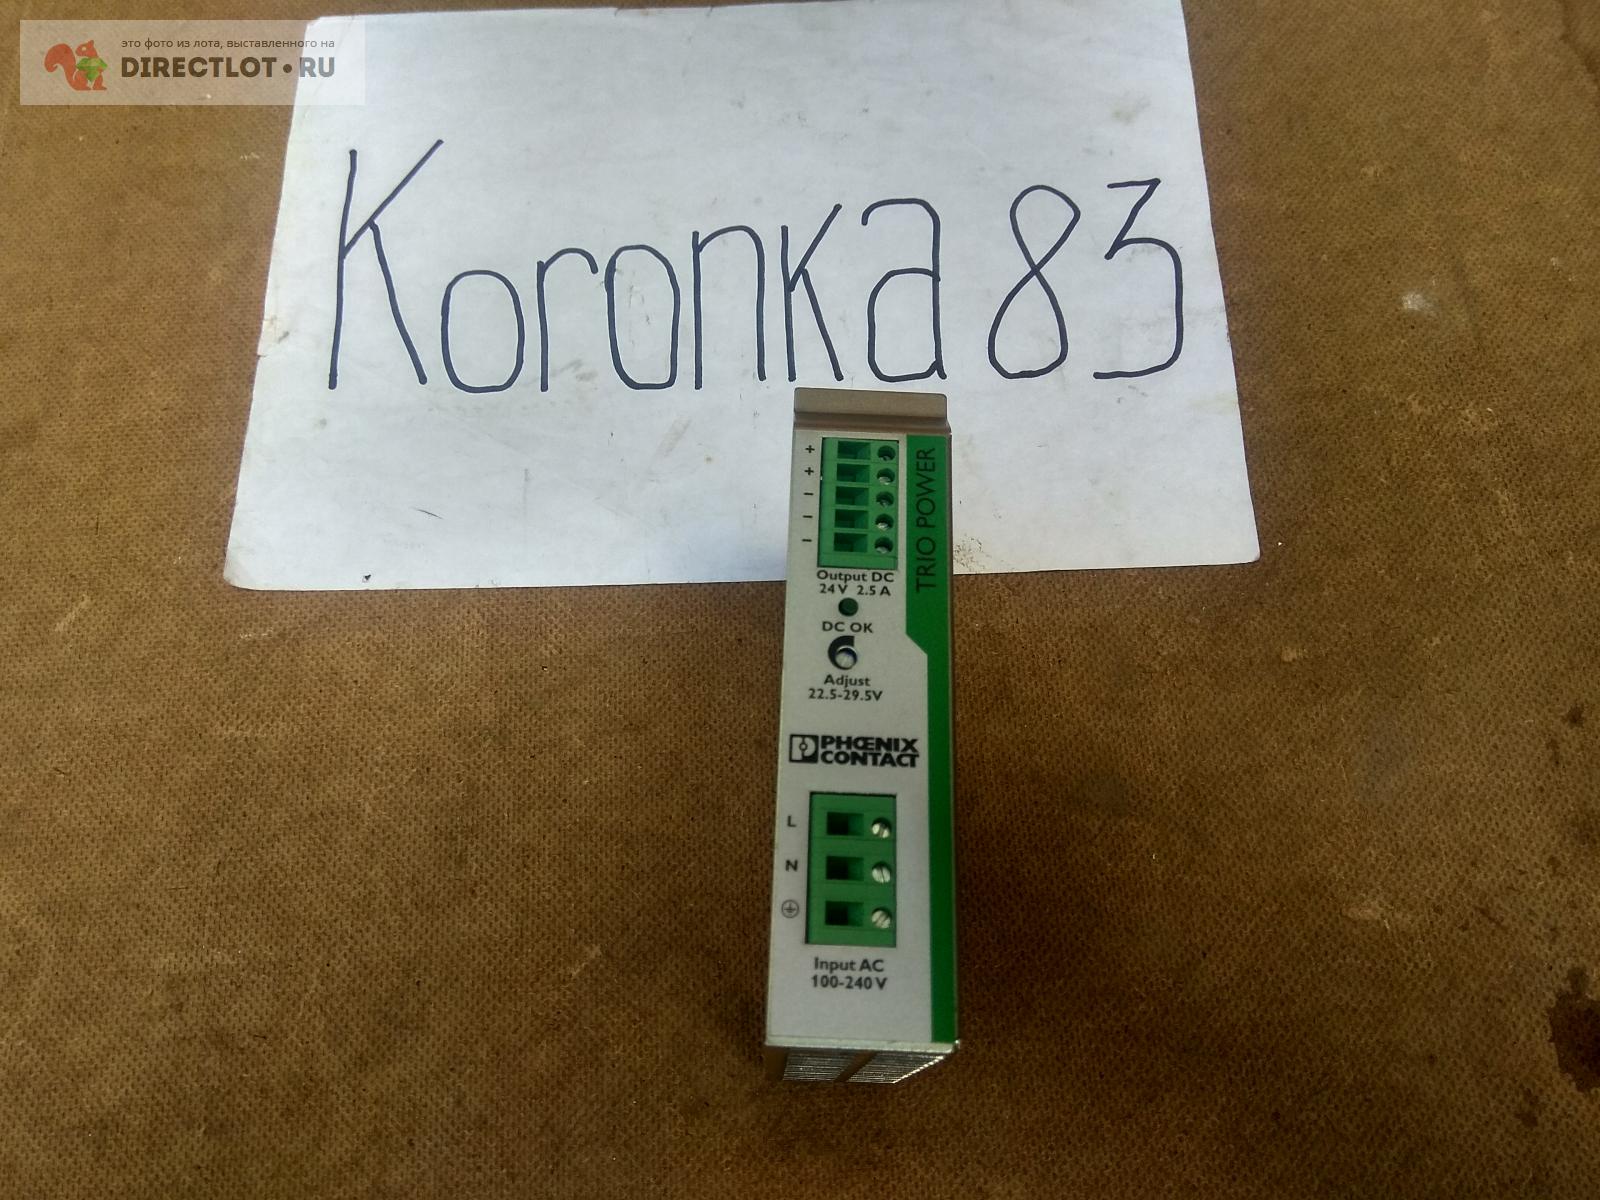 это фото из лота, выставленного на
DIRECTLOT•RU
Koronka 83
+
+
-
-
-
TRIO POWER
Output DC
24V 2.5A
DC OK
Adjust
22.5-29.5V
PHŒNIX
CONTACT
L
N
Input AC
100-240 V